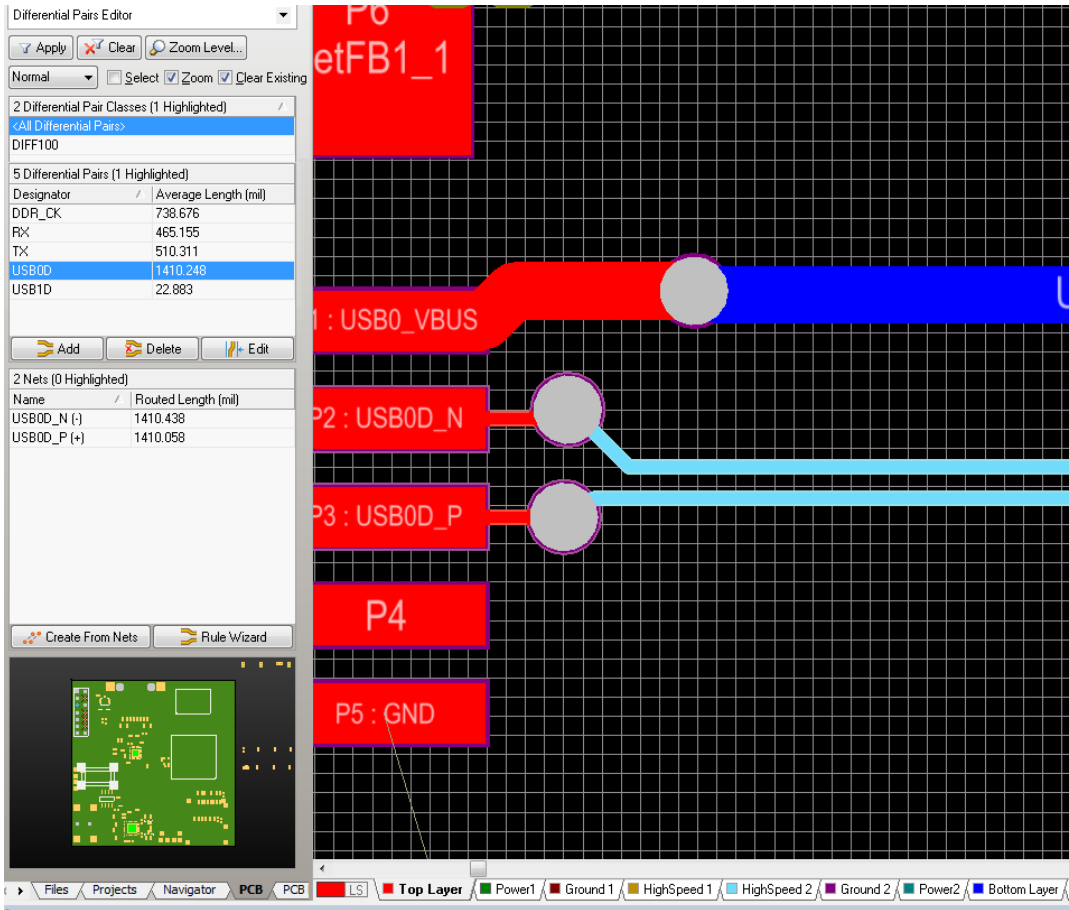 Differential Pairs Editor
Apply Clear Zoom Level...
Normal Select Zoom Clear Existing
2 Differential Pair Classes (1 Highlighted)
<All Differential Pairs>
DIFF100
5 Differential Pairs (1 Highlighted)
Designator Average Length (mil)
DDR_CK 738.676
RX 465.155
TX 510.311
USB0D 1410.248
USB1D 22.883
Add Delete Edit
2 Nets (0 Highlighted)
Name Routed Length (mil)
USB0D_N (-) 1410.438
USB0D_P (+) 1410.058
Create From Nets Rule Wizard
Files Projects Navigator PCB PCB
P6
etFB1_1
1 : USB0_VBUS
U
P2 : USB0D_N
P3 : USB0D_P
P4
P5 : GND
LS Top Layer Power1 Ground 1 HighSpeed 1 HighSpeed 2 Ground 2 Power2 Bottom Layer